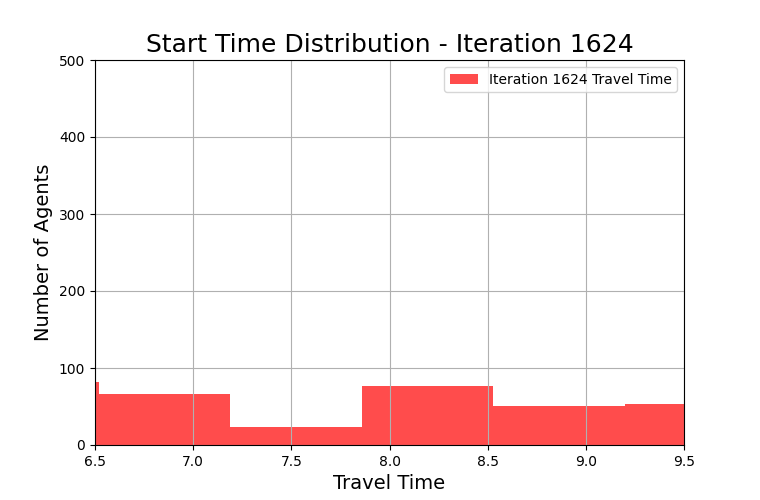 Start Time Distribution - Iteration 1624
500
Iteration 1624 Travel Time
400
300
200
100
0
Number of Agents
6.5 7.0 7.5 8.0 8.5 9.0 9.5
Travel Time